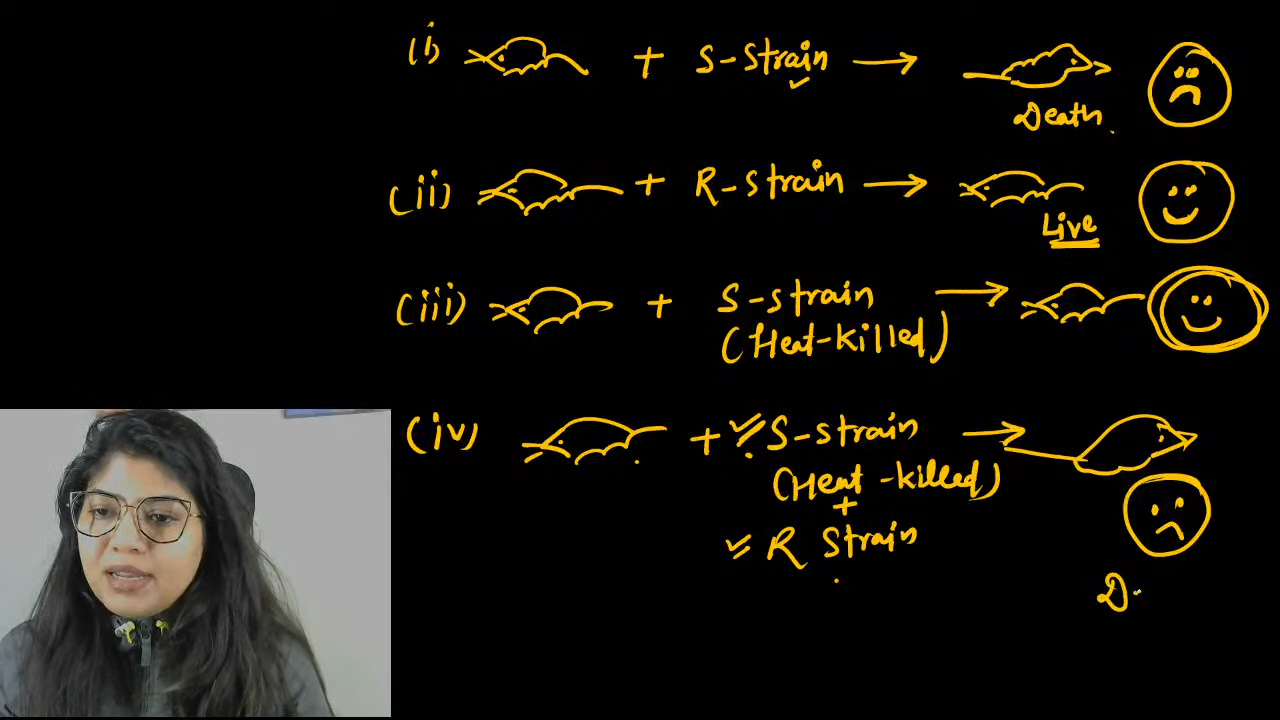 (i) + S-Strain → Death.
(ii) + R-Strain → Live
(iii) + S-strain →
(Heat-killed)
(iv) + S-strain →
(Heat-killed)
+
R Strain
D